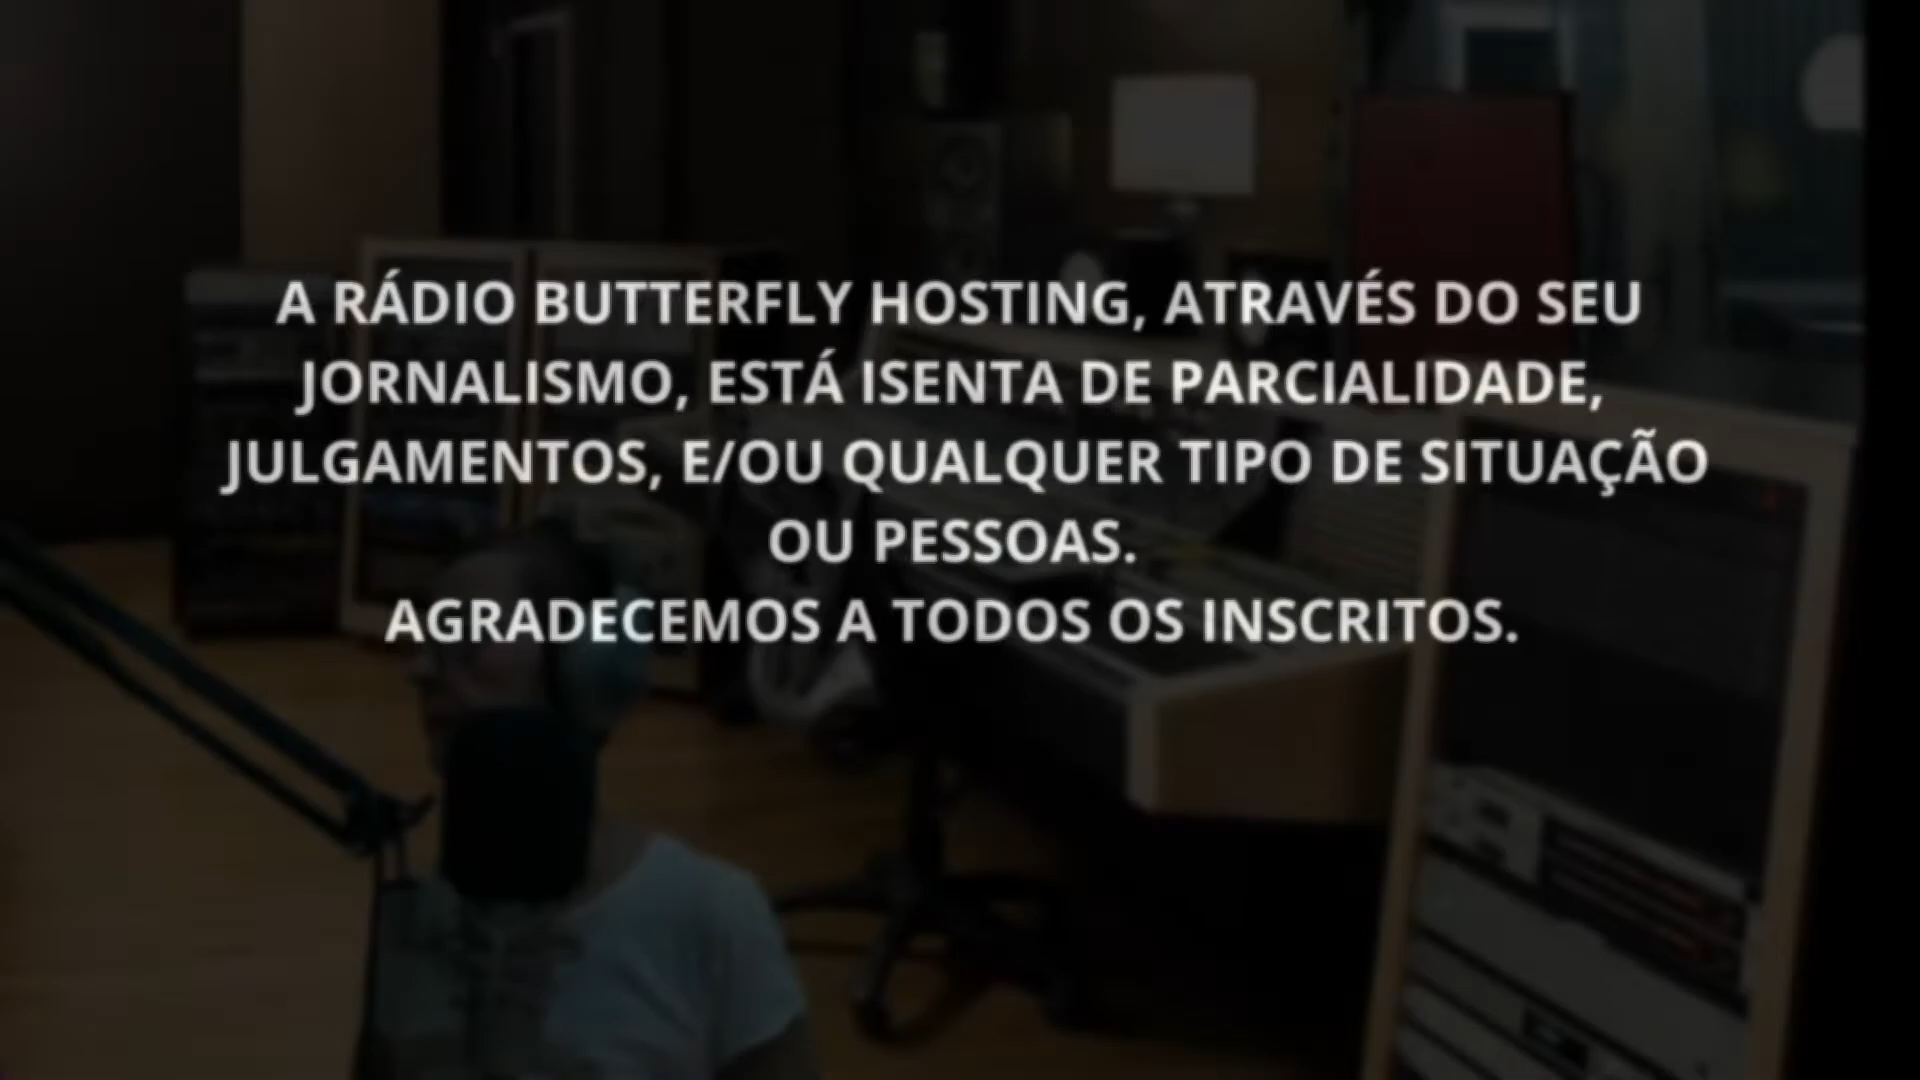 A RÁDIO BUTTERFLY HOSTING, ATRAVÉS DO SEU
JORNALISMO, ESTÁ ISENTA DE PARCIALIDADE,
JULGAMENTOS, E/OU QUALQUER TIPO DE SITUAÇÃO
OU PESSOAS.
AGRADECEMOS A TODOS OS INSCRITOS.